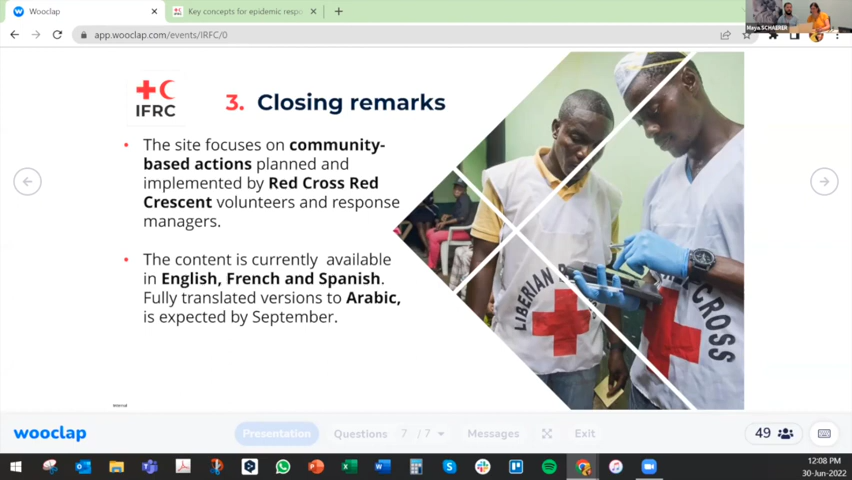 Wooclap
Key concepts for epidemic respo
app.wooclap.com/events/IRFC/0
Maya SCHAERER
IFRC
3. Closing remarks
• The site focuses on community-
based actions planned and
implemented by Red Cross Red
Crescent volunteers and response
managers.
• The content is currently available
in English, French and Spanish.
Fully translated versions to Arabic,
is expected by September.
LIBERIAN
CROSS
wooclap
Presentation
Questions 7 / 7
Messages
Exit
49
12:08 PM
30-Jun-2022